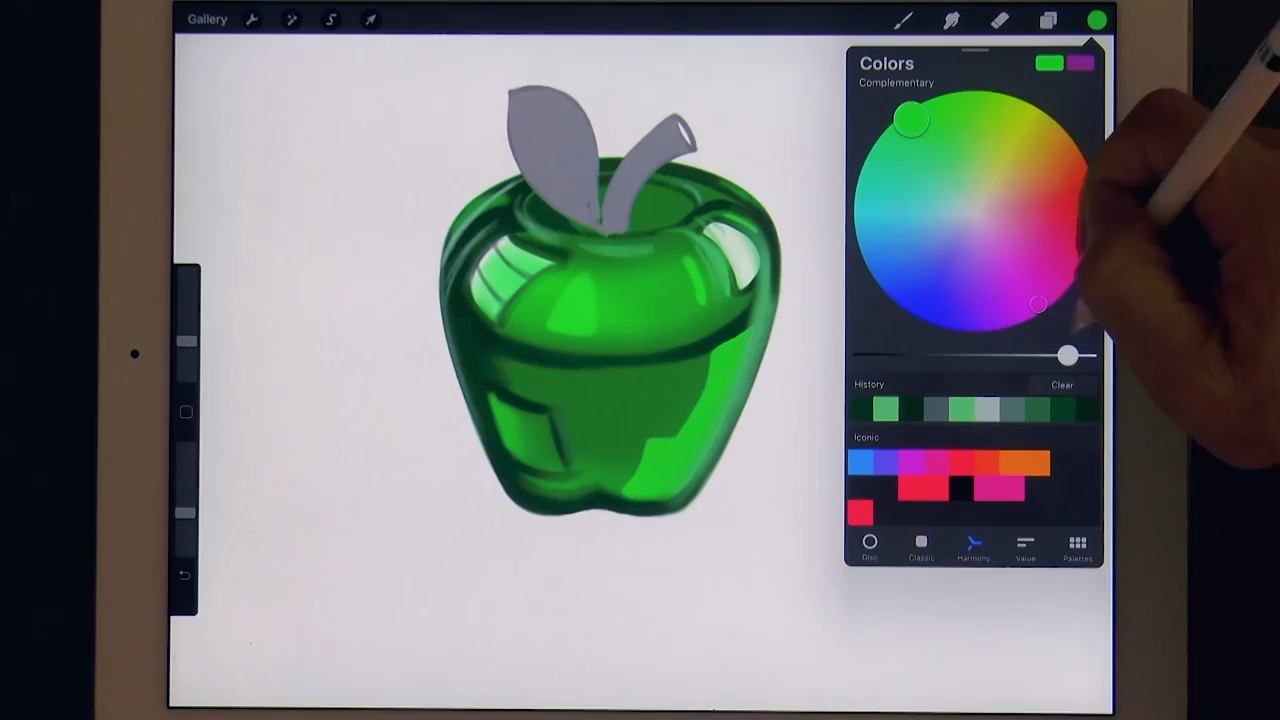 Gallery
Colors
Complementary
History
Clear
Iconic
Disc
Classic
Harmony
Value
Palettes